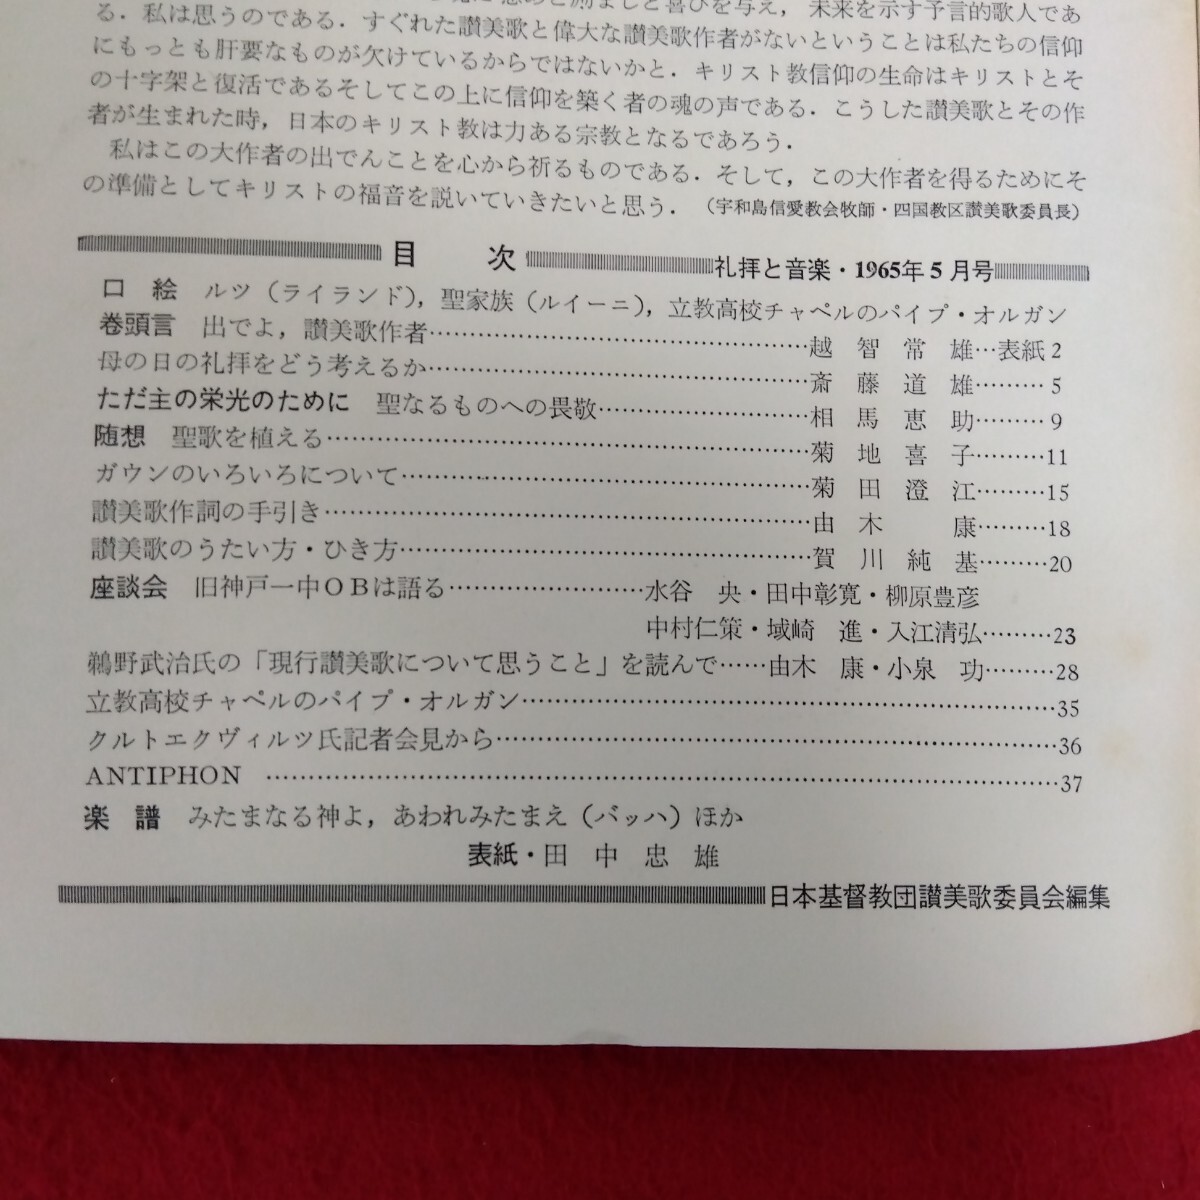 慰めと励ましと喜びを与え，未来を示す予言的歌人であ
る．私は思うのである．すぐれた讃美歌と偉大な讃美歌作者がないということは私たちの信仰
にもっとも肝要なものが欠けているからではないかと．キリスト教信仰の生命はキリストとそ
の十字架と復活であるそしてこの上に信仰を築く者の魂の声である．こうした讃美歌とその作
者が生まれた時，日本のキリスト教は力ある宗教となるであろう．
私はこの大作者の出でんことを心から祈るものである．そして，この大作者を得るためにそ
の準備としてキリストの福音を説いていきたいと思う．（宇和島信愛教会牧師・四国教区讃美歌委員長）
目　次　礼拝と音楽・1965年５月号
口　絵　ルツ（ライランド），聖家族（ルイーニ），立教高校チャペルのパイプ・オルガン
巻頭言　出でよ，讃美歌作者……越智常雄…表紙2
母の日の礼拝をどう考えるか……斎藤道雄……5
ただ主の栄光のために　聖なるものへの畏敬……相馬恵助……9
随想　聖歌を植える……菊地喜子……11
ガウンのいろいろについて……菊田澄江……15
讃美歌作詞の手引き……由木　康……18
讃美歌のうたい方・ひき方……賀川純基……20
座談会　旧神戸一中ＯＢは語る……水谷　央・田中彰寛・柳原豊彦
中村仁策・域崎　進・入江清弘……23
鵜野武治氏の「現行讃美歌について思うこと」を読んで……由木　康・小泉　功……28
立教高校チャペルのパイプ・オルガン……35
クルトエクヴィルツ氏記者会見から……36
ANTIPHON……37
楽　譜　みたまなる神よ，あわれみたまえ（バッハ）ほか
表紙・田中忠雄
日本基督教団讃美歌委員会編集